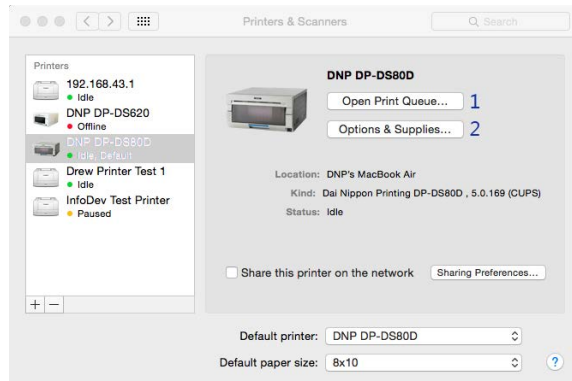 Printers & Scanners
Search
Printers
192.168.43.1
Idle
DNP DP-DS620
Offline
DNP DP-DS80D
Idle, Default
Drew Printer Test 1
Idle
InfoDev Test Printer
Paused
+ −
DNP DP-DS80D
Open Print Queue... 1
Options & Supplies... 2
Location: DNP's MacBook Air
Kind: Dai Nippon Printing DP-DS80D , 5.0.169 (CUPS)
Status: Idle
Share this printer on the network Sharing Preferences...
Default printer: DNP DP-DS80D
Default paper size: 8x10 ?